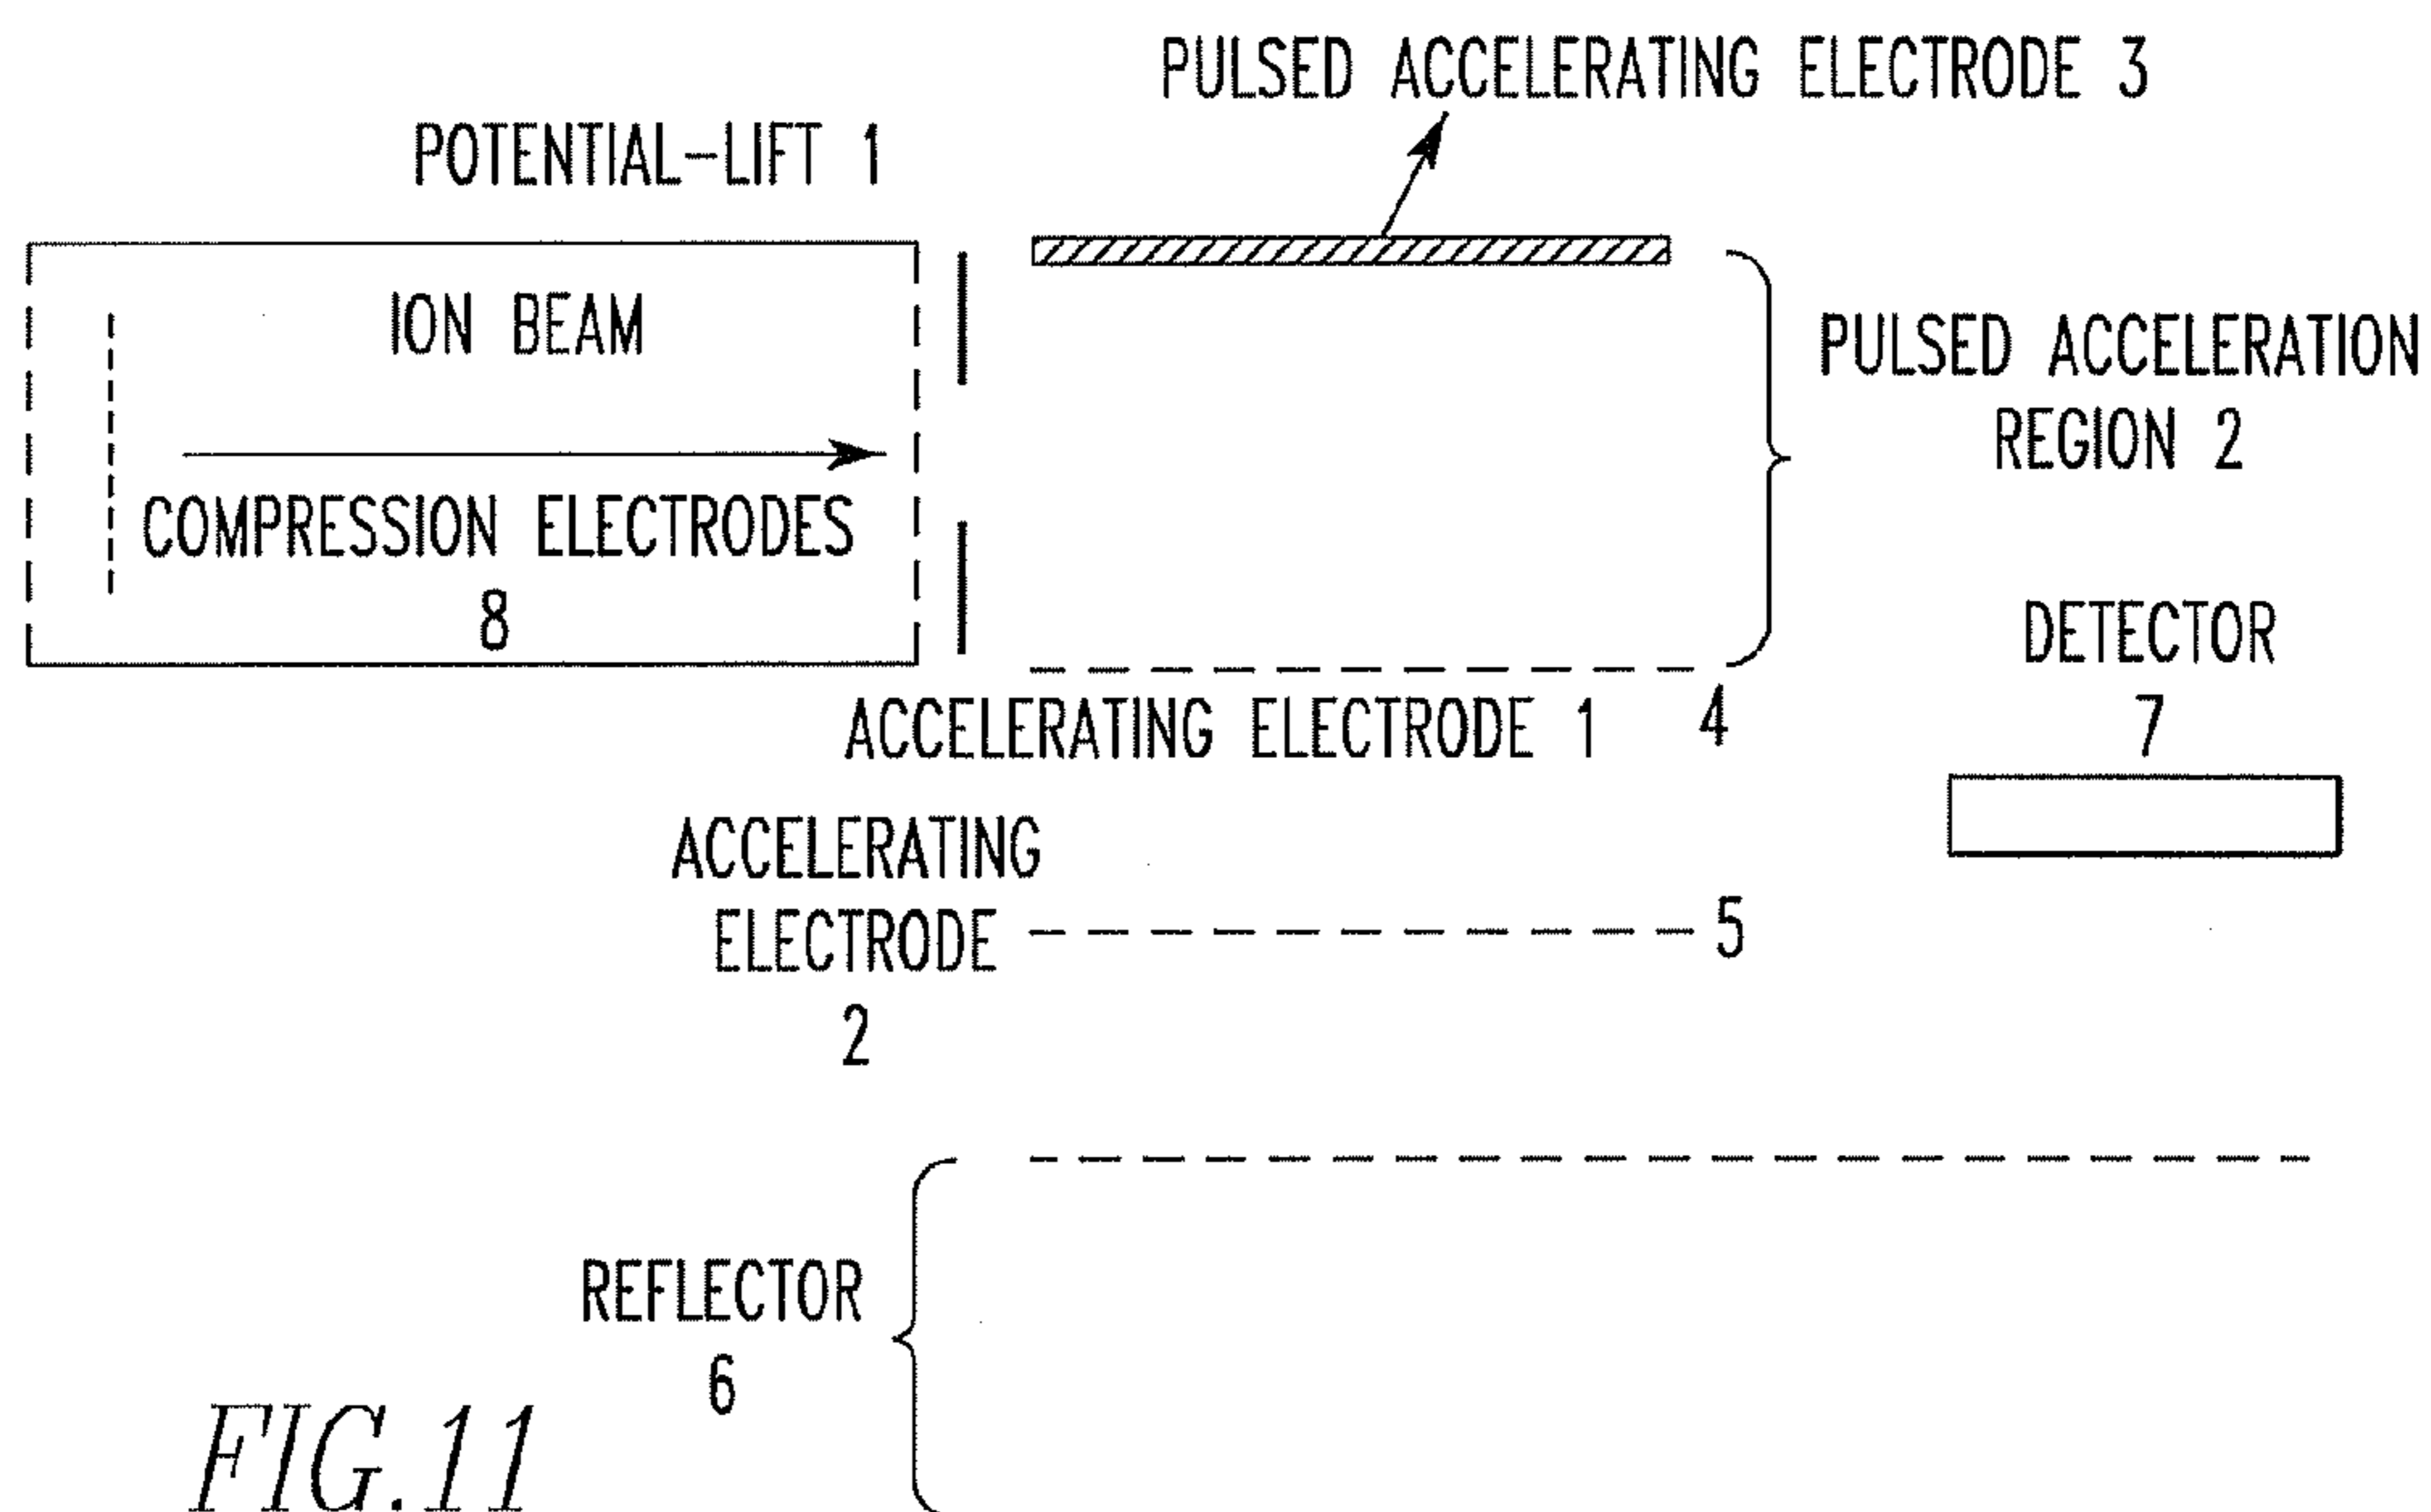 PULSED ACCELERATING ELECTRODE 3
POTENTIAL-LIFT 1
ION BEAM
COMPRESSION ELECTRODES
8
PULSED ACCELERATION
REGION 2
DETECTOR
7
ACCELERATING ELECTRODE 1 4
ACCELERATING
ELECTRODE
2
5
REFLECTOR
6
FIG.11